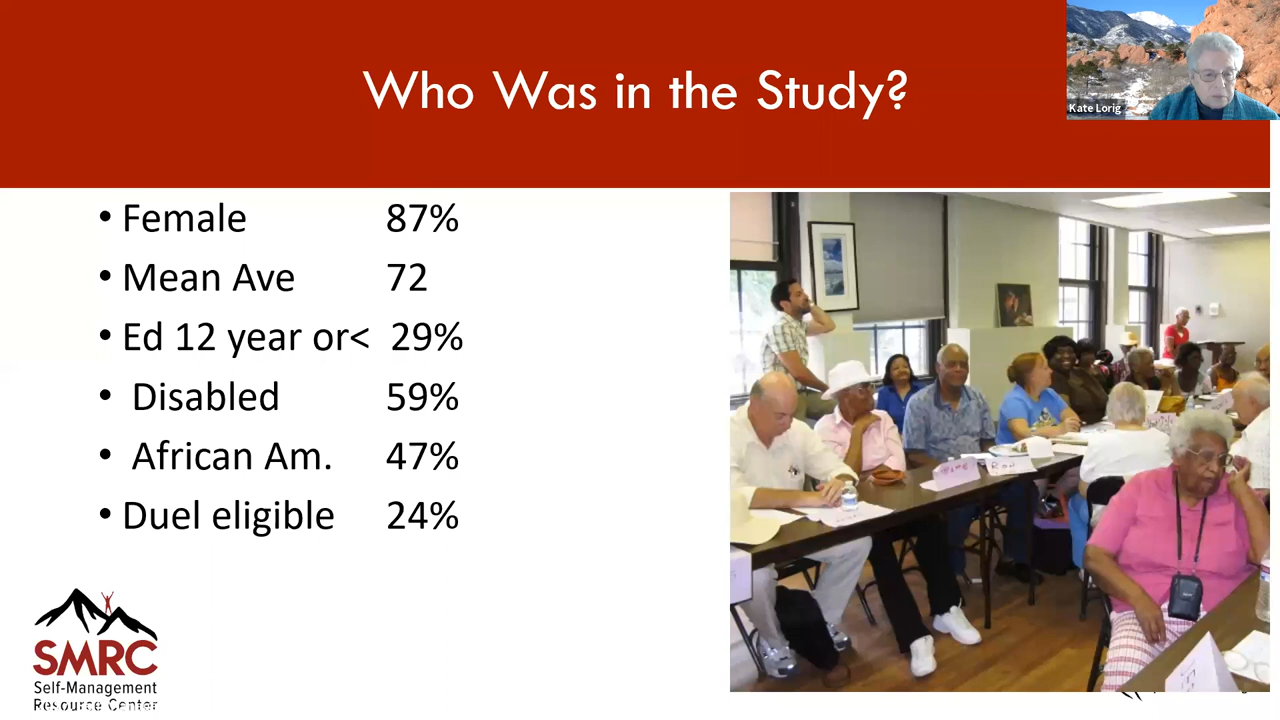 Who Was in the Study?
Kate Lorig
• Female 87%
• Mean Ave 72
• Ed 12 year or< 29%
• Disabled 59%
• African Am. 47%
• Duel eligible 24%
SMRC
Self-Management
Resource Center